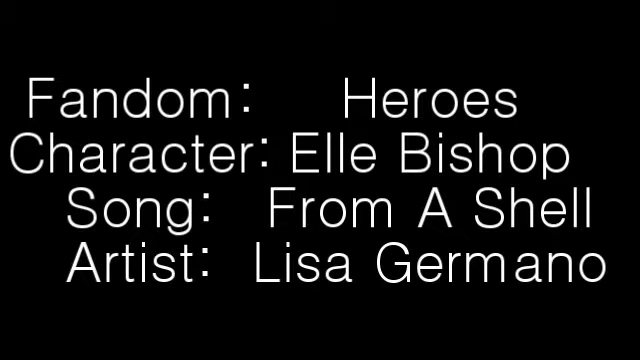 Fandom: Heroes
Character: Elle Bishop
Song: From A Shell
Artist: Lisa Germano